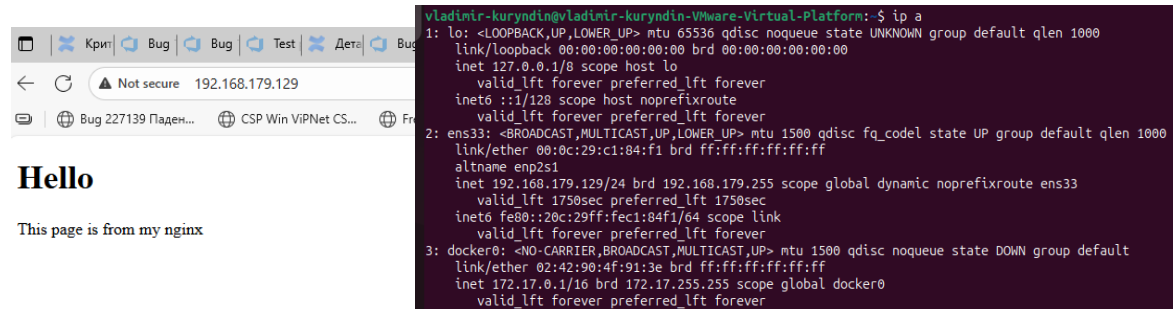 Крит Bug Bug Test Дета Bug
Not secure 192.168.179.129
Bug 227139 Паден... CSP Win ViPNet CS... Fr
Hello
This page is from my nginx
vladimir-kuryndin@vladimir-kuryndin-VMware-Virtual-Platform:~$ ip a
1: lo: <LOOPBACK,UP,LOWER_UP> mtu 65536 qdisc noqueue state UNKNOWN group default qlen 1000
link/loopback 00:00:00:00:00:00 brd 00:00:00:00:00:00
inet 127.0.0.1/8 scope host lo
valid_lft forever preferred_lft forever
inet6 ::1/128 scope host noprefixroute
valid_lft forever preferred_lft forever
2: ens33: <BROADCAST,MULTICAST,UP,LOWER_UP> mtu 1500 qdisc fq_codel state UP group default qlen 1000
link/ether 00:0c:29:c1:84:f1 brd ff:ff:ff:ff:ff:ff
altname enp2s1
inet 192.168.179.129/24 brd 192.168.179.255 scope global dynamic noprefixroute ens33
valid_lft 1750sec preferred_lft 1750sec
inet6 fe80::20c:29ff:fec1:84f1/64 scope link
valid_lft forever preferred_lft forever
3: docker0: <NO-CARRIER,BROADCAST,MULTICAST,UP> mtu 1500 qdisc noqueue state DOWN group default
link/ether 02:42:90:4f:91:3e brd ff:ff:ff:ff:ff:ff
inet 172.17.0.1/16 brd 172.17.255.255 scope global docker0
valid_lft forever preferred_lft forever